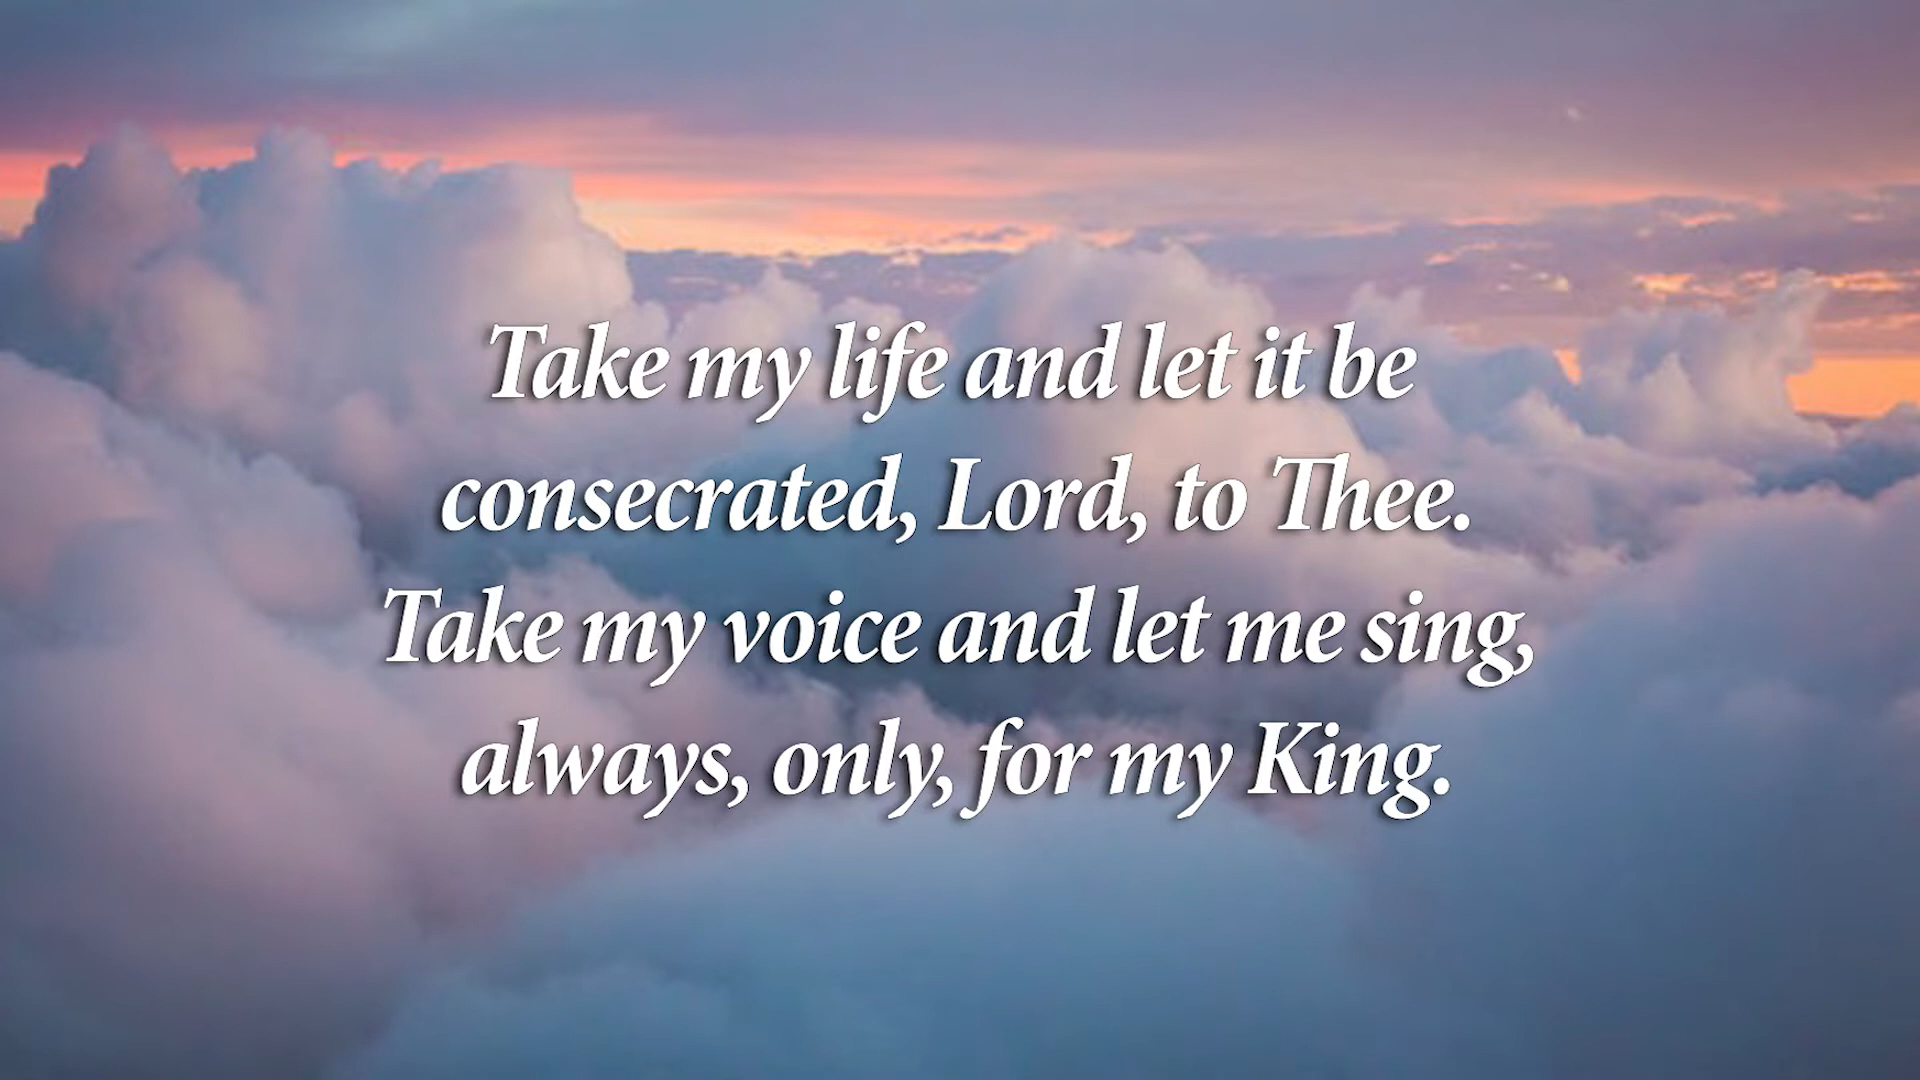 Take my life and let it be
consecrated, Lord, to Thee.
Take my voice and let me sing,
always, only, for my King.